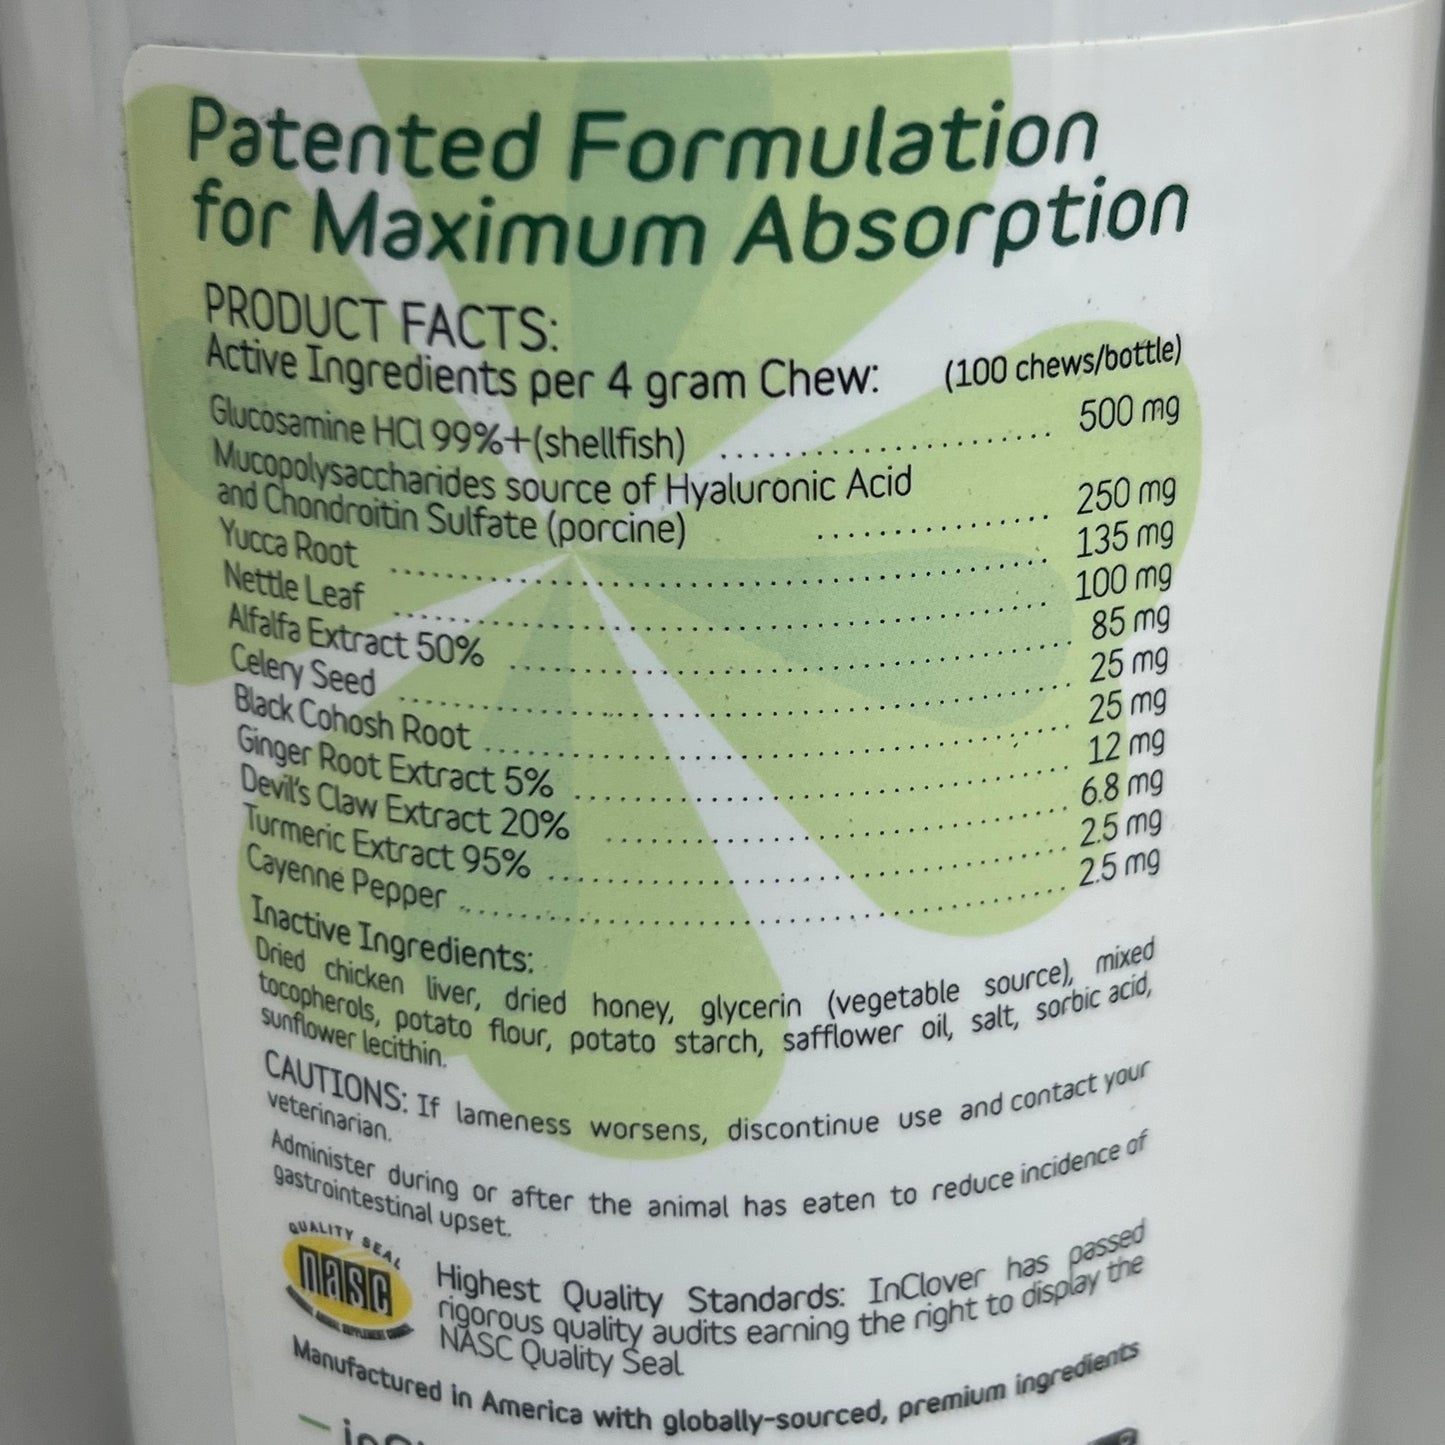 Patented Formulation
for Maximum Absorption
PRODUCT FACTS:
Active Ingredients per 4 gram Chew: (100 chews/bottle)
Glucosamine HCl 99%+(shellfish) 500 mg
Mucopolysaccharides source of Hyaluronic Acid
and Chondroitin Sulfate (porcine) 250 mg
Yucca Root 135 mg
Nettle Leaf 100 mg
Alfalfa Extract 50% 85 mg
Celery Seed 25 mg
Black Cohosh Root 25 mg
Ginger Root Extract 5% 12 mg
Devil's Claw Extract 20% 6.8 mg
Turmeric Extract 95% 2.5 mg
Cayenne Pepper 2.5 mg
Inactive Ingredients:
Dried chicken liver, dried honey, glycerin (vegetable source), mixed
tocopherols, potato flour, potato starch, safflower oil, salt, sorbic acid,
sunflower lecithin.
CAUTIONS: If lameness worsens, discontinue use and contact your
veterinarian.
Administer during or after the animal has eaten to reduce incidence of
gastrointestinal upset.
QUALITY SEAL
nasc
Highest Quality Standards: InClover has passed
rigorous quality audits earning the right to display the
NASC Quality Seal
Manufactured in America with globally-sourced, premium ingredients